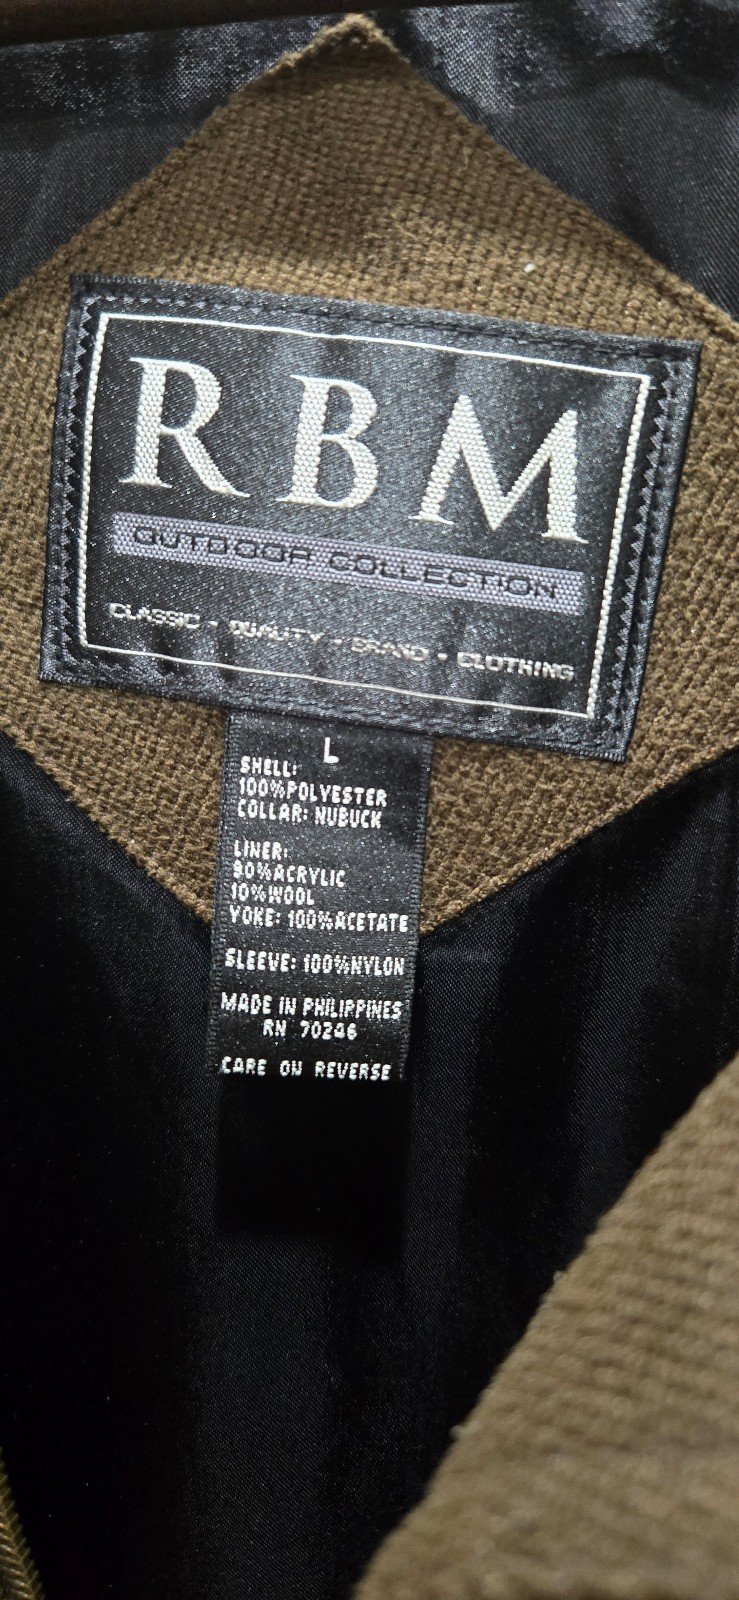 RBM
OUTDOOR COLLECTION
CLASSIC - QUALITY - BRAND - CLOTHING
L
SHELL:
100%POLYESTER
COLLAR: NUBUCK
LINER:
90%ACRYLIC
10%WOOL
YOKE: 100%ACETATE
SLEEVE: 100%NYLON
MADE IN PHILIPPINES
RN 70246
CARE ON REVERSE